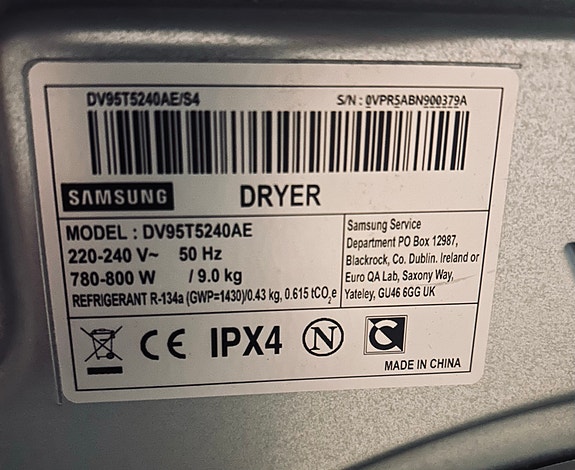 DV95T5240AE/S4 S/N : 0VPR5ABN900379A
SAMSUNG DRYER
MODEL : DV95T5240AE
220-240 V~ 50 Hz
780-800 W / 9.0 kg
REFRIGERANT R-134a (GWP=1430)/0.43 kg, 0.615 tCO₂e
Samsung Service
Department PO Box 12987,
Blackrock, Co. Dublin. Ireland or
Euro QA Lab, Saxony Way,
Yateley, GU46 6GG UK
CE IPX4 N
MADE IN CHINA